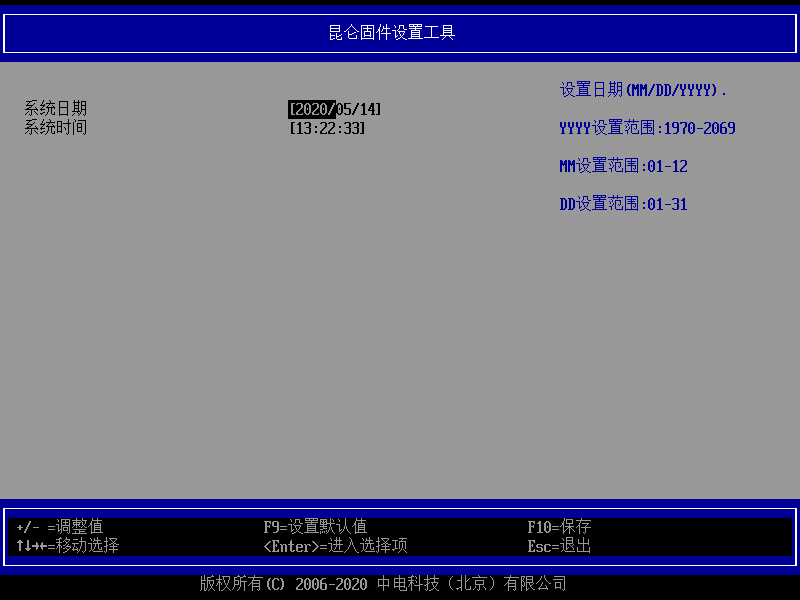 昆仑固件设置工具
系统日期 [2020/05/14]
系统时间 [13:22:33]
设置日期(MM/DD/YYYY).
YYYY设置范围:1970-2069
MM设置范围:01-12
DD设置范围:01-31
+/- =调整值 F9=设置默认值 F10=保存
↑↓→←=移动选择 <Enter>=进入选择项 Esc=退出
版权所有(C) 2006-2020 中电科技（北京）有限公司